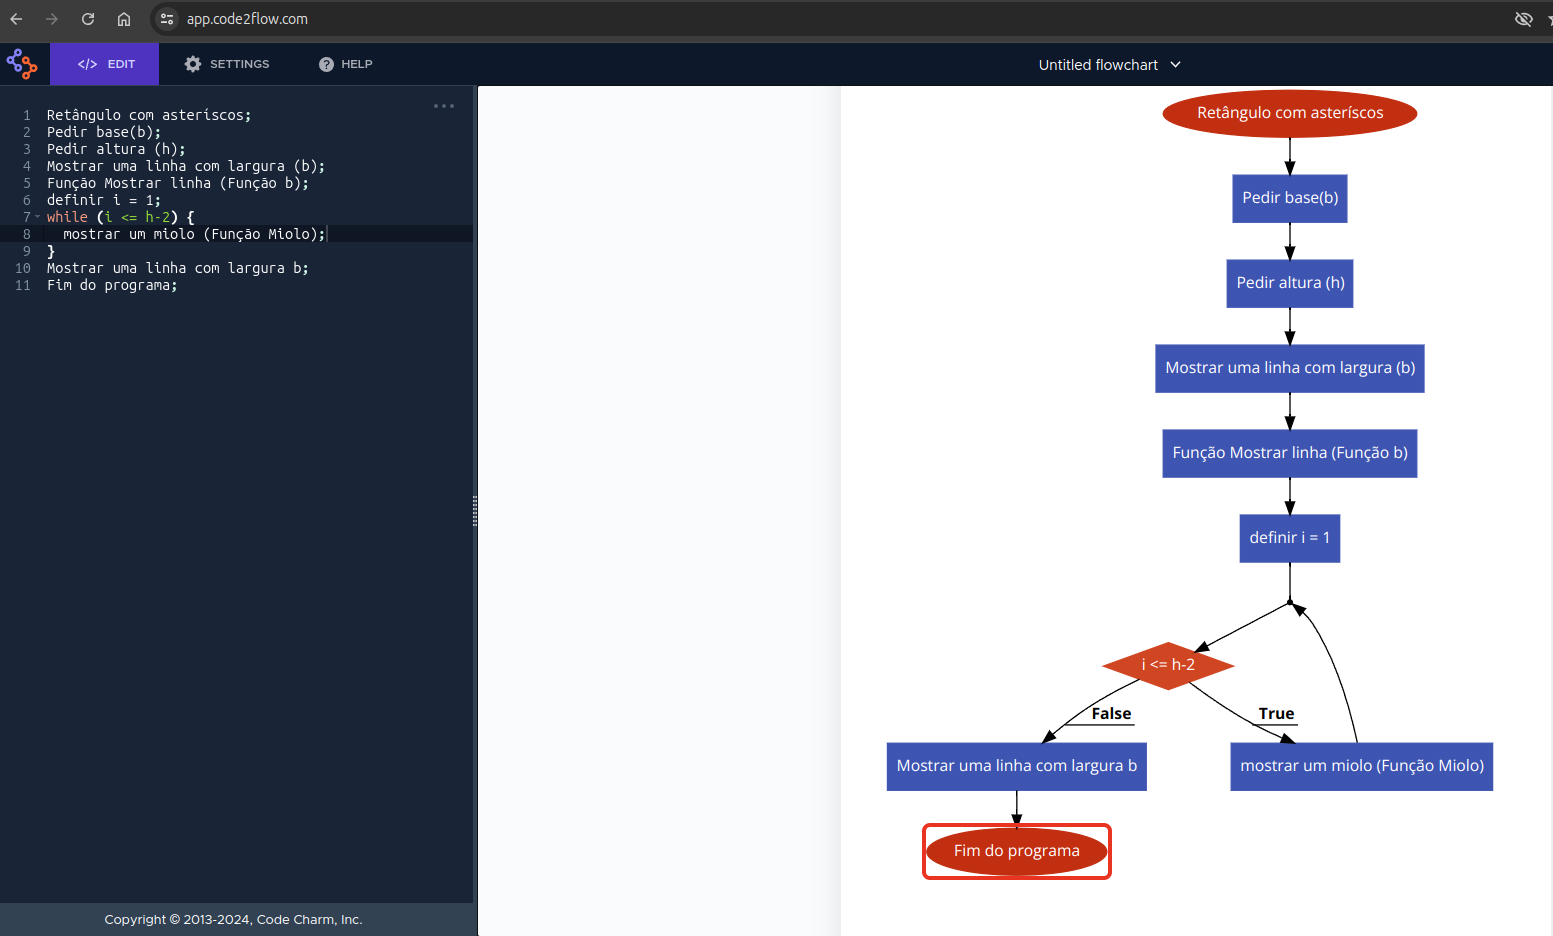 app.code2flow.com
</> EDIT
SETTINGS
? HELP
Untitled flowchart
1 Retângulo com asteríscos;
2 Pedir base(b);
3 Pedir altura (h);
4 Mostrar uma linha com largura (b);
5 Função Mostrar linha (Função b);
6 definir i = 1;
7 while (i <= h-2) {
8 mostrar um miolo (Função Miolo);
9 }
10 Mostrar uma linha com largura b;
11 Fim do programa;
Copyright © 2013-2024, Code Charm, Inc.
Retângulo com asteríscos
Pedir base(b)
Pedir altura (h)
Mostrar uma linha com largura (b)
Função Mostrar linha (Função b)
definir i = 1
i <= h-2
False
True
Mostrar uma linha com largura b
mostrar um miolo (Função Miolo)
Fim do programa